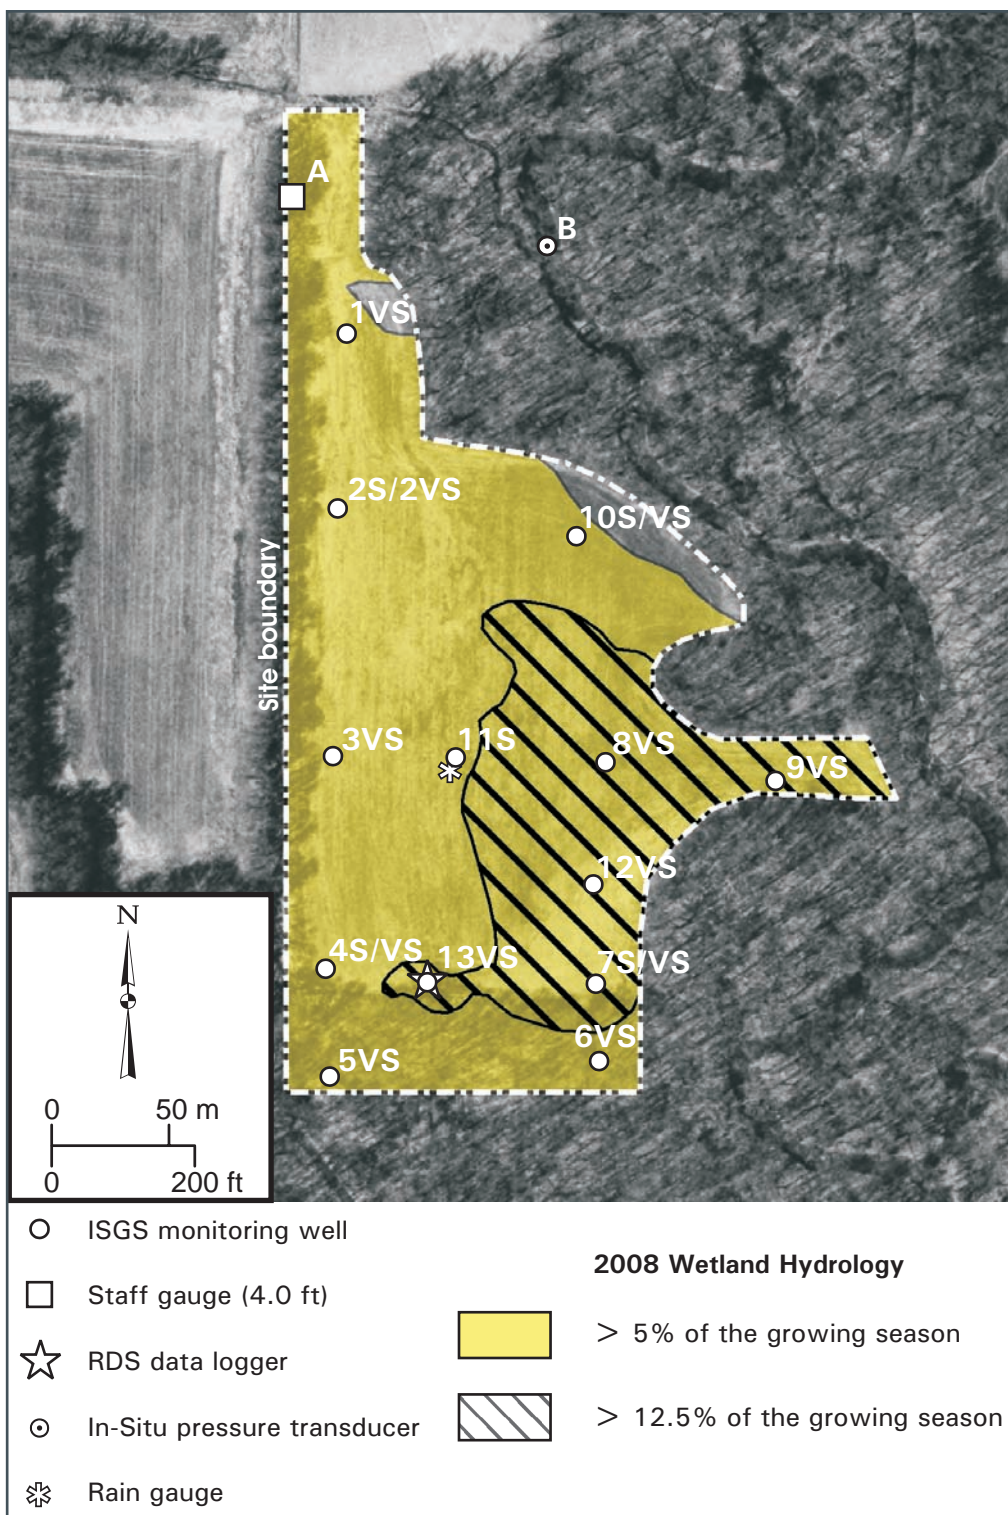 A
B
1VS
2S/2VS
10S/VS
Site boundary
3VS
11S
8VS
9VS
12VS
4S/VS
13VS
7S/VS
6VS
5VS
N
0 50 m
0 200 ft
ISGS monitoring well
Staff gauge (4.0 ft)
RDS data logger
In-Situ pressure transducer
Rain gauge
2008 Wetland Hydrology
> 5% of the growing season
> 12.5% of the growing season